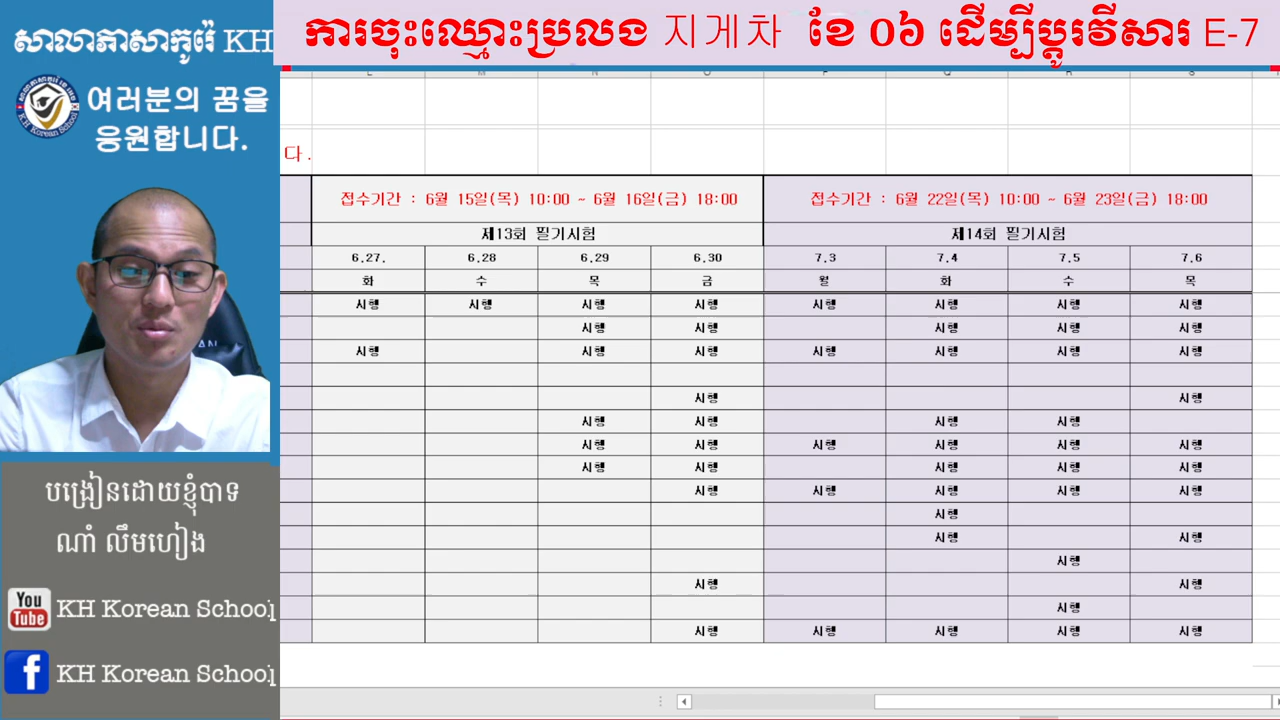 សាលាភាសាកូរ៉េ KH
ការចុះឈ្មោះប្រលង 지게차 ខែ ០៦ ដើម្បីប្តូរវីសារ E-7
여러분의 꿈을
응원합니다.
KH Korean School
다.
접수기간 : 6월 15일(목) 10:00 ~ 6월 16일(금) 18:00 접수기간 : 6월 22일(목) 10:00 ~ 6월 23일(금) 18:00
제13회 필기시험 제14회 필기시험
6.27. 6.28 6.29 6.30 7.3 7.4 7.5 7.6
화 수 목 금 월 화 수 목
시행 시행 시행 시행 시행 시행 시행 시행
시행 시행 시행 시행 시행
시행 시행 시행 시행 시행 시행 시행
시행 시행
시행 시행 시행 시행
시행 시행 시행 시행 시행 시행
시행 시행 시행 시행 시행
시행 시행 시행 시행 시행
시행
시행 시행
시행
시행 시행
시행
시행 시행 시행 시행 시행
បង្រៀនដោយខ្ញុំបាទ
ណាំ លឹមហៀង
You Tube KH Korean School
f KH Korean School